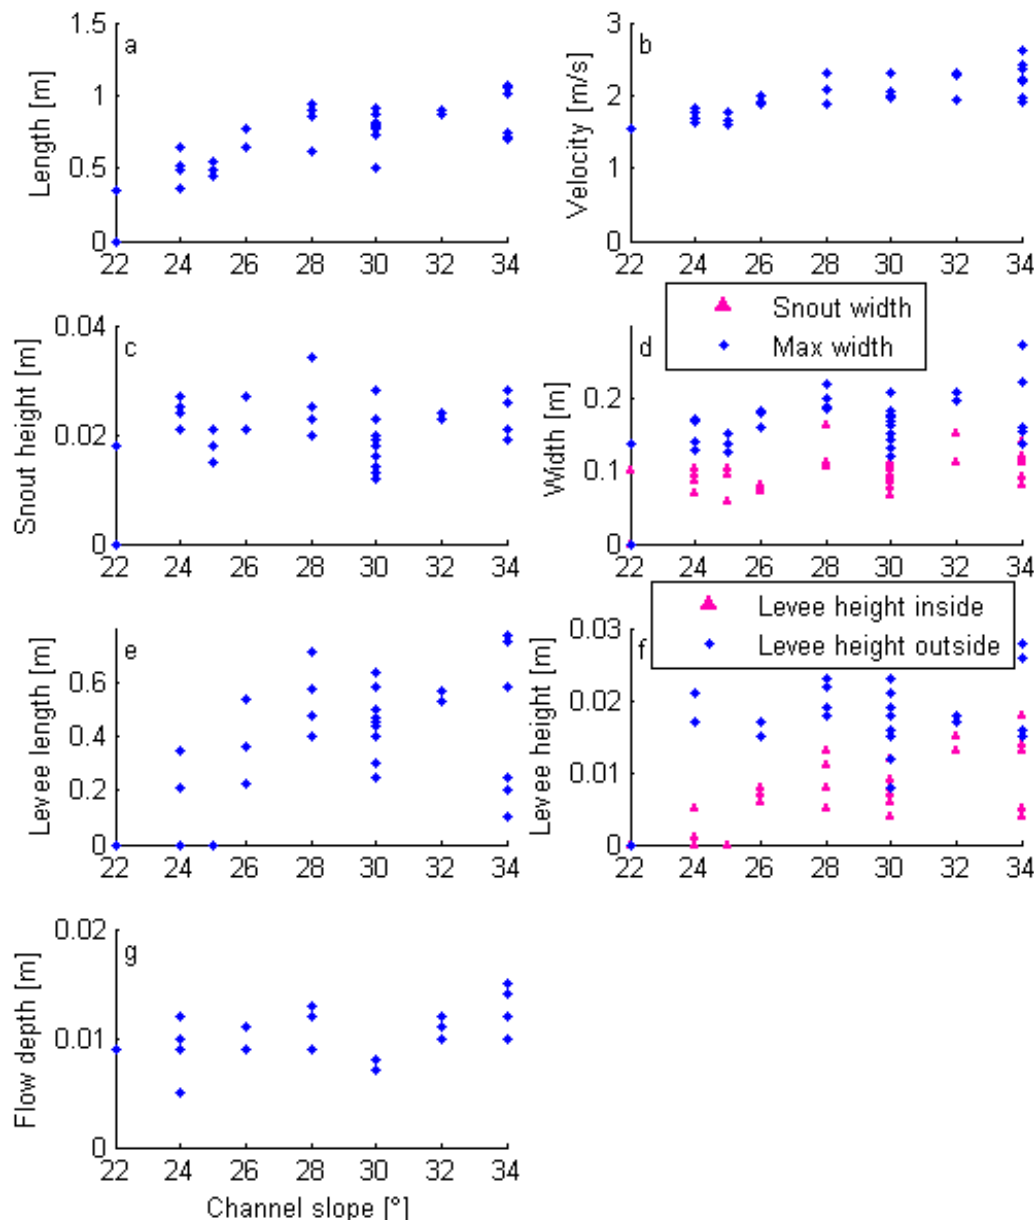 1.5
a
1
0.5
0
Length [m]
22 24 26 28 30 32 34
3
b
2
1
0
Velocity [m/s]
22 24 26 28 30 32 34
0.04
c
0.02
0
Snout height [m]
22 24 26 28 30 32 34
Snout width
Max width
d
0.2
0.1
0
Width [m]
22 24 26 28 30 32 34
e
0.6
0.4
0.2
0
Levee length [m]
22 24 26 28 30 32 34
Levee height inside
Levee height outside
0.03
f
0.02
0.01
0
Levee height [m]
22 24 26 28 30 32 34
0.02
g
0.01
0
Flow depth [m]
22 24 26 28 30 32 34
Channel slope [°]